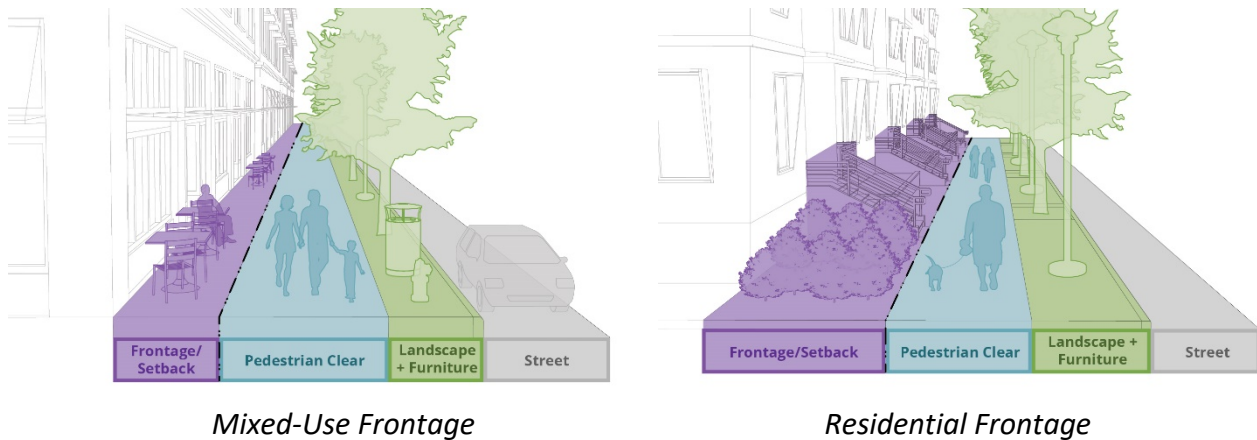 Frontage/
Setback
Pedestrian Clear
Landscape
+ Furniture
Street
Mixed-Use Frontage
Frontage/Setback
Pedestrian Clear
Landscape +
Furniture
Street
Residential Frontage